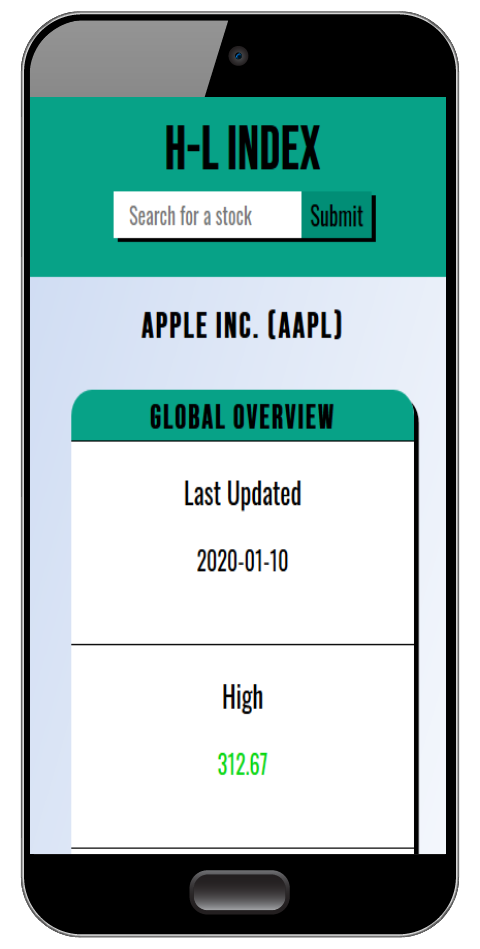 H-L INDEX
Search for a stock
Submit
APPLE INC. (AAPL)
GLOBAL OVERVIEW
Last Updated
2020-01-10
High
312.67